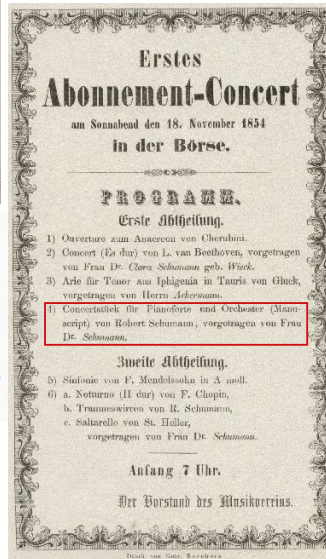 Erstes
Abonnement-Concert
am Sonnabend den 18. November 1854
in der Börse.
PROGRAMM.
Erste Abtheilung.
1) Ouverture zum Anacreon von Cherubini.
2) Concert (Es dur) von L. van Beethoven, vorgetragen
von Frau Dr. Clara Schumann geb. Wieck.
3) Arie für Tenor aus Iphigenia in Tauris von Gluck,
vorgetragen von Herrn Ackermann.
4) Concertstück für Pianoforte und Orchester (Manu-
script) von Robert Schumann, vorgetragen von Frau
Dr. Schumann.
Zweite Abtheilung.
5) Sinfonie von F. Mendelssohn in A moll.
6) a. Notturno (H dur) von F. Chopin,
b. Traumeswirren von R. Schumann,
c. Saltarello von St. Heller,
vorgetragen von Frau Dr. Schumann.
Anfang 7 Uhr.
Der Vorstand des Musikvereins.
Druck von Gebr.